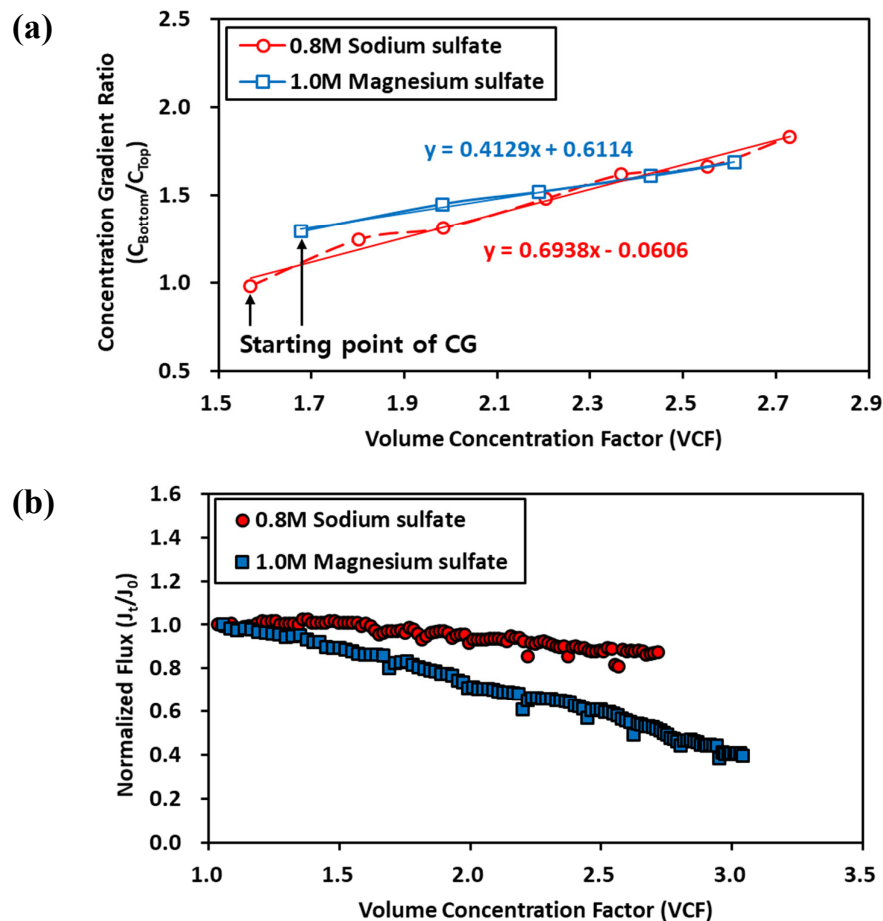 (a)
0.8M Sodium sulfate
1.0M Magnesium sulfate
Concentration Gradient Ratio
(C_Bottom/C_Top)
2.5
2.0
1.5
1.0
0.5
y = 0.4129x + 0.6114
y = 0.6938x - 0.0606
Starting point of CG
1.5 1.7 1.9 2.1 2.3 2.5 2.7 2.9
Volume Concentration Factor (VCF)
(b)
0.8M Sodium sulfate
1.0M Magnesium sulfate
Normalized Flux (J_t/J_0)
1.6
1.4
1.2
1.0
0.8
0.6
0.4
0.2
0.0
1.0 1.5 2.0 2.5 3.0 3.5
Volume Concentration Factor (VCF)